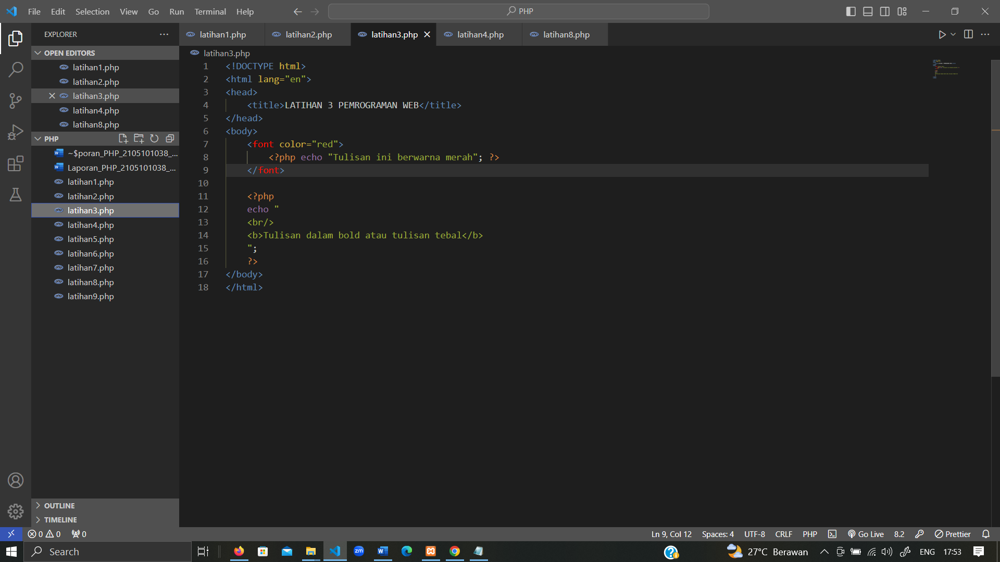 File Edit Selection View Go Run Terminal Help
PHP
EXPLORER
latihan1.php
latihan2.php
latihan3.php
latihan4.php
latihan8.php
OPEN EDITORS
latihan1.php
latihan2.php
latihan3.php
latihan4.php
latihan8.php
PHP
~$poran_PHP_2105101038_...
Laporan_PHP_2105101038_...
latihan1.php
latihan2.php
latihan3.php
latihan4.php
latihan5.php
latihan6.php
latihan7.php
latihan8.php
latihan9.php
OUTLINE
TIMELINE
latihan3.php
1 <!DOCTYPE html>
2 <html lang="en">
3 <head>
4 <title>LATIHAN 3 PEMROGRAMAN WEB</title>
5 </head>
6 <body>
7 <font color="red">
8 <?php echo "Tulisan ini berwarna merah"; ?>
9 </font>
10
11 <?php
12 echo "
13 <br/>
14 <b>Tulisan dalam bold atau tulisan tebal</b>
15 ";
16 ?>
17 </body>
18 </html>
0 0 0 Ln 9, Col 12 Spaces: 4 UTF-8 CRLF PHP Go Live 8.2 Prettier
Search 27°C Berawan ENG 17:53